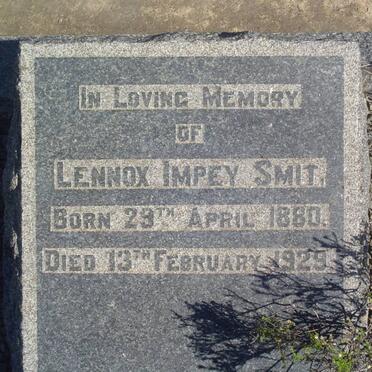 IN LOVING MEMORY
OF
LENNOX IMPEY SMIT.
BORN 29TH APRIL 1880.
DIED 13TH FEBRUARY 1929